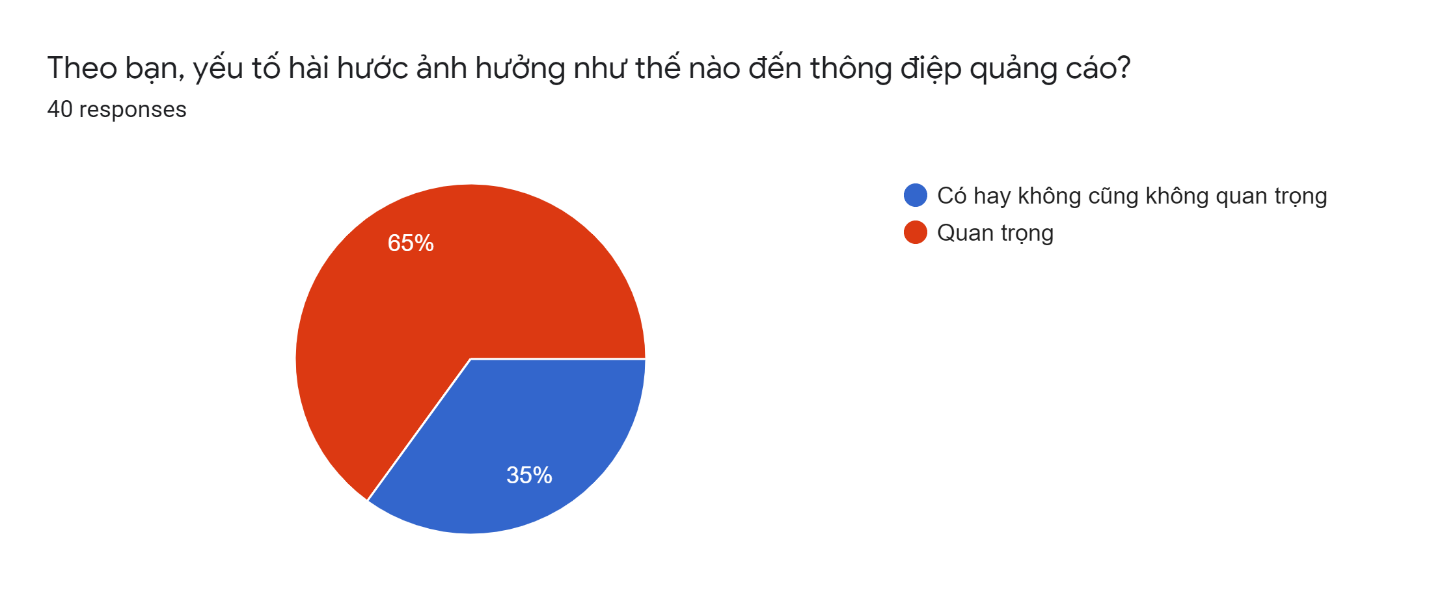 Theo bạn, yếu tố hài hước ảnh hưởng như thế nào đến thông điệp quảng cáo?
40 responses
Có hay không cũng không quan trọng
Quan trọng
65%
35%